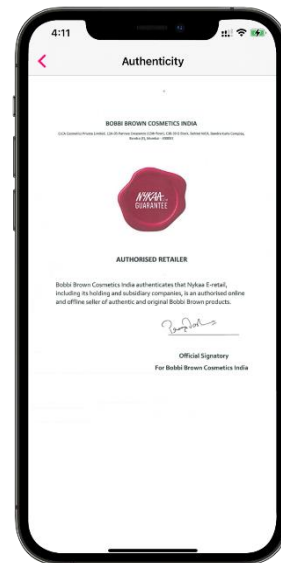 4:11
Authenticity
BOBBI BROWN COSMETICS INDIA
NYKAA
GUARANTEE
AUTHORISED RETAILER
Bobbi Brown Cosmetics India authenticates that Nykaa E-retail,
including its holding and subsidiary companies, is an authorised online
and offline seller of authentic and original Bobbi Brown products.
Official Signatory
For Bobbi Brown Cosmetics India